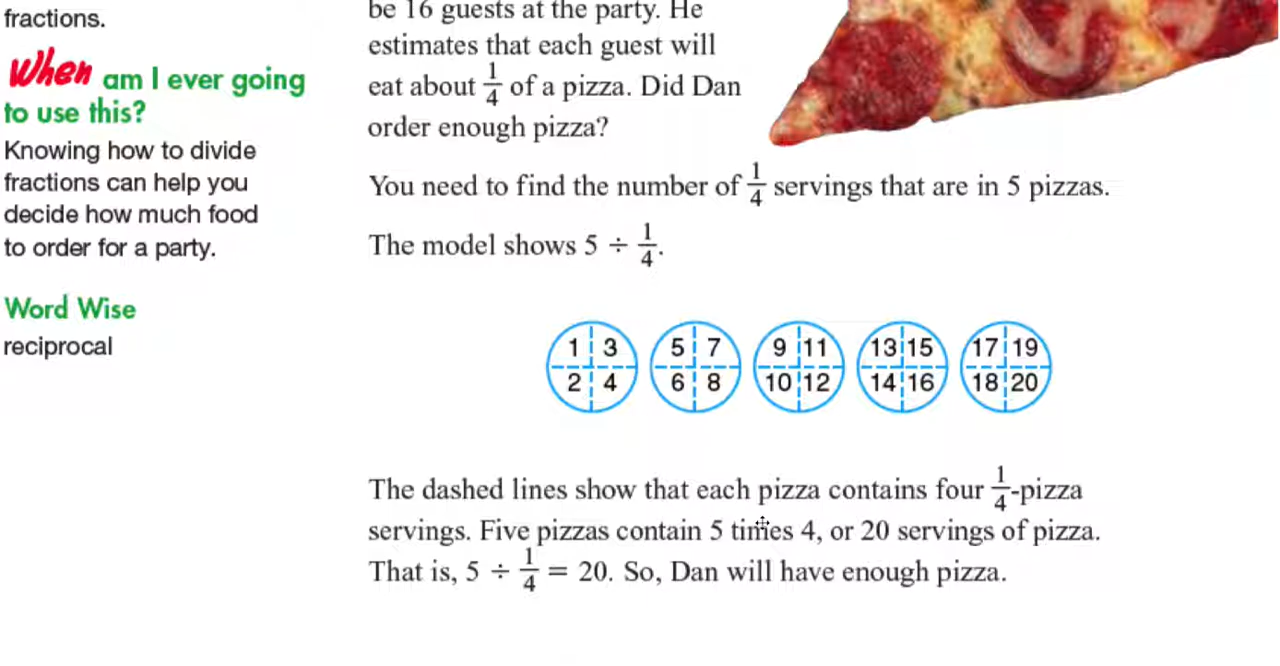 fractions.
When am I ever going
to use this?
Knowing how to divide
fractions can help you
decide how much food
to order for a party.
Word Wise
reciprocal
be 16 guests at the party. He
estimates that each guest will
eat about 1/4 of a pizza. Did Dan
order enough pizza?
You need to find the number of 1/4 servings that are in 5 pizzas.
The model shows 5 ÷ 1/4.
1 3 5 7 9 11 13 15 17 19
2 4 6 8 10 12 14 16 18 20
The dashed lines show that each pizza contains four 1/4-pizza
servings. Five pizzas contain 5 times 4, or 20 servings of pizza.
That is, 5 ÷ 1/4 = 20. So, Dan will have enough pizza.